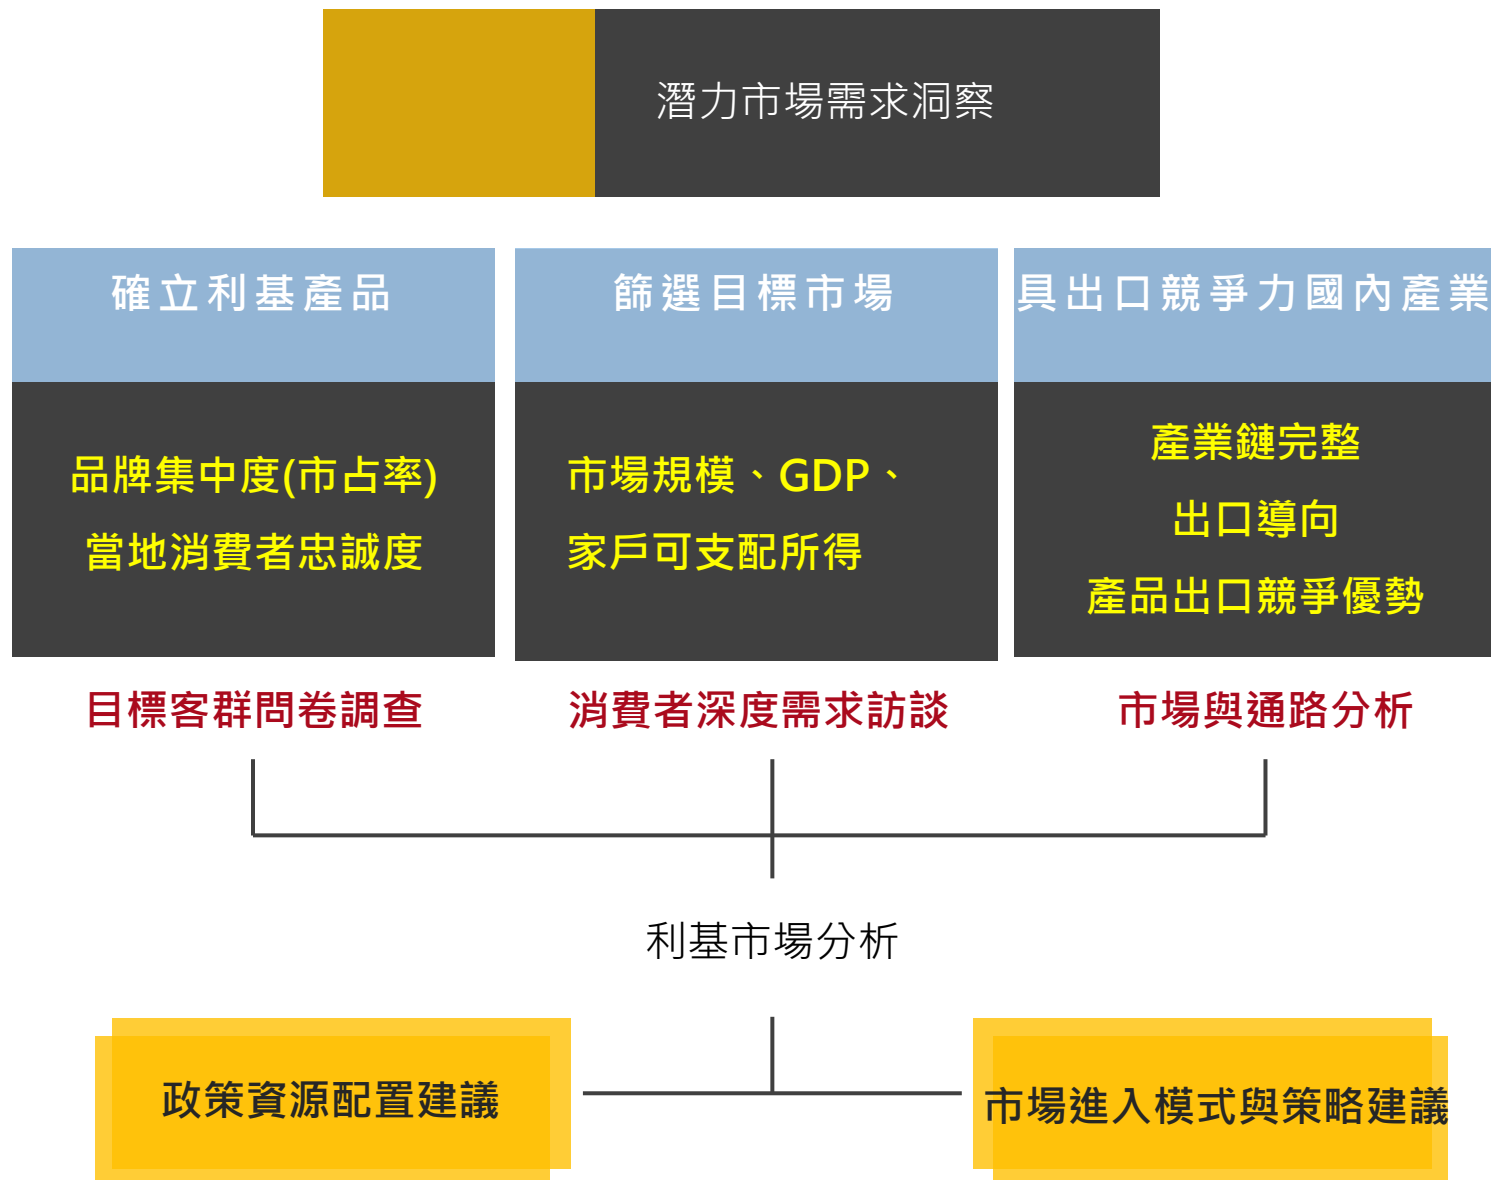 潛力市場需求洞察
確立利基產品
篩選目標市場
具出口競爭力國內產業
品牌集中度(市占率)
當地消費者忠誠度
市場規模、GDP、
家戶可支配所得
產業鏈完整
出口導向
產品出口競爭優勢
目標客群問卷調查
消費者深度需求訪談
市場與通路分析
利基市場分析
政策資源配置建議
市場進入模式與策略建議